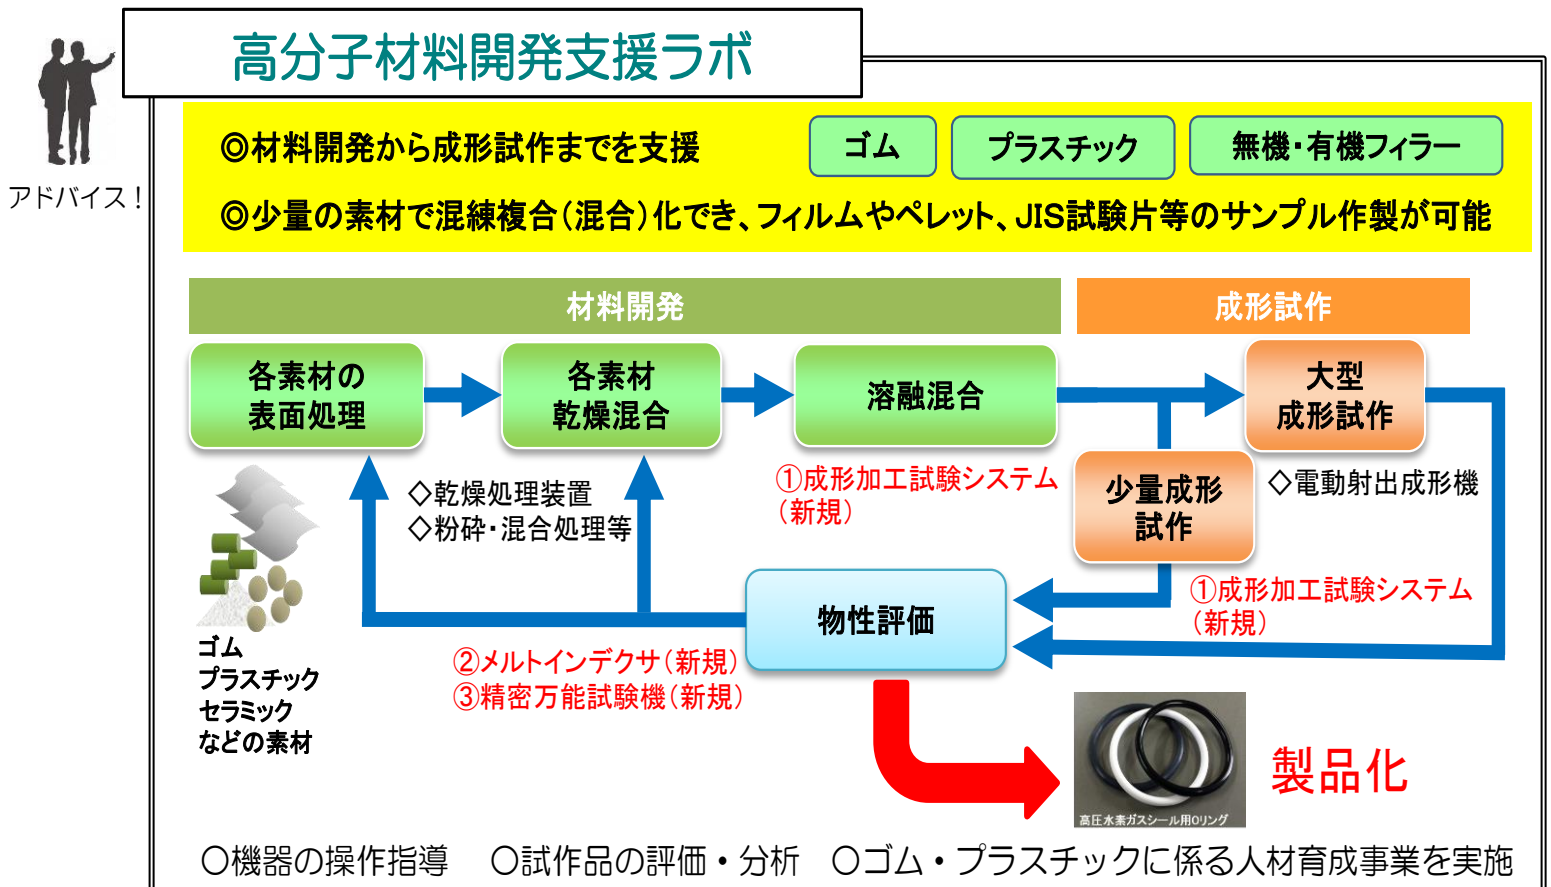 高分子材料開発支援ラボ
アドバイス！
◎材料開発から成形試作までを支援
ゴム
プラスチック
無機・有機フィラー
◎少量の素材で混練複合（混合）化でき、フィルムやペレット、JIS試験片等のサンプル作製が可能
材料開発
成形試作
各素材の
表面処理
各素材
乾燥混合
溶融混合
大型
成形試作
◇乾燥処理装置
◇粉砕・混合処理等
①成形加工試験システム
（新規）
少量成形
試作
◇電動射出成形機
①成形加工試験システム
（新規）
物性評価
ゴム
プラスチック
セラミック
などの素材
②メルトインデクサ（新規）
③精密万能試験機（新規）
高圧水素ガスシール用Oリング
製品化
〇機器の操作指導　〇試作品の評価・分析　〇ゴム・プラスチックに係る人材育成事業を実施